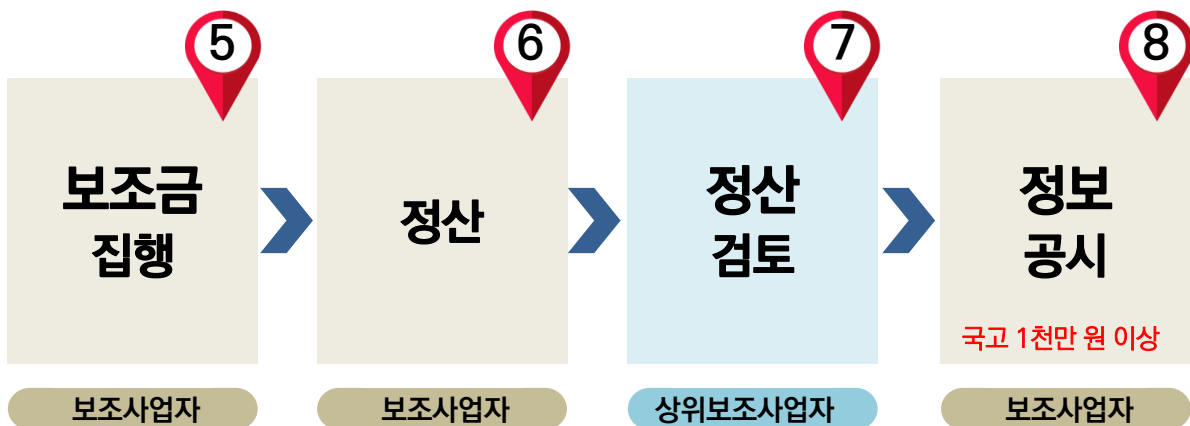 5
6
7
8
보조금
집행
정산
정산
검토
정보
공시
국고 1천만 원 이상
보조사업자
보조사업자
상위보조사업자
보조사업자